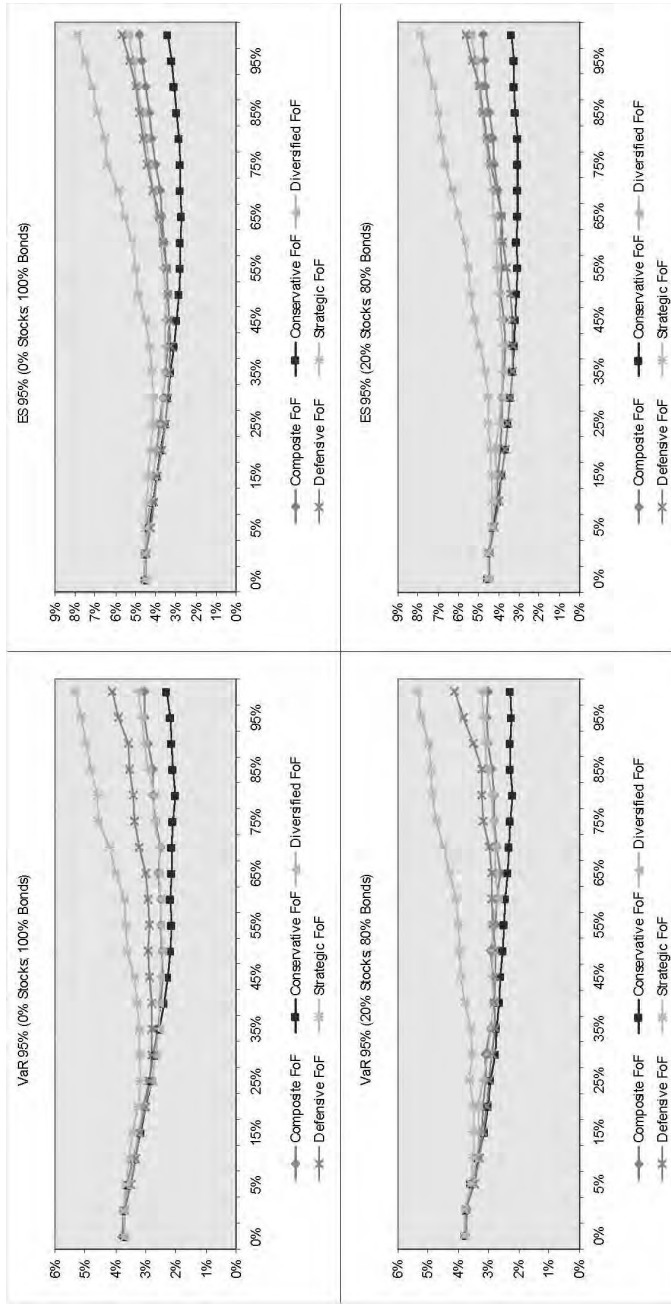 VaR 95% (0% Stocks; 100% Bonds)
6%
5%
4%
3%
2%
1%
0%
0% 5% 15% 25% 35% 45% 55% 65% 75% 85% 95%
Composite FoF Conservative FoF Diversified FoF
Defensive FoF Strategic FoF
ES 95% (0% Stocks; 100% Bonds)
9%
8%
7%
6%
5%
4%
3%
2%
1%
0%
0% 5% 15% 25% 35% 45% 55% 65% 75% 85% 95%
Composite FoF Conservative FoF Diversified FoF
Defensive FoF Strategic FoF
VaR 95% (20% Stocks; 80% Bonds)
6%
5%
4%
3%
2%
1%
0%
0% 5% 15% 25% 35% 45% 55% 65% 75% 85% 95%
Composite FoF Conservative FoF Diversified FoF
Defensive FoF Strategic FoF
ES 95% (20% Stocks; 80% Bonds)
9%
8%
7%
6%
5%
4%
3%
2%
1%
0%
0% 5% 15% 25% 35% 45% 55% 65% 75% 85% 95%
Composite FoF Conservative FoF Diversified FoF
Defensive FoF Strategic FoF